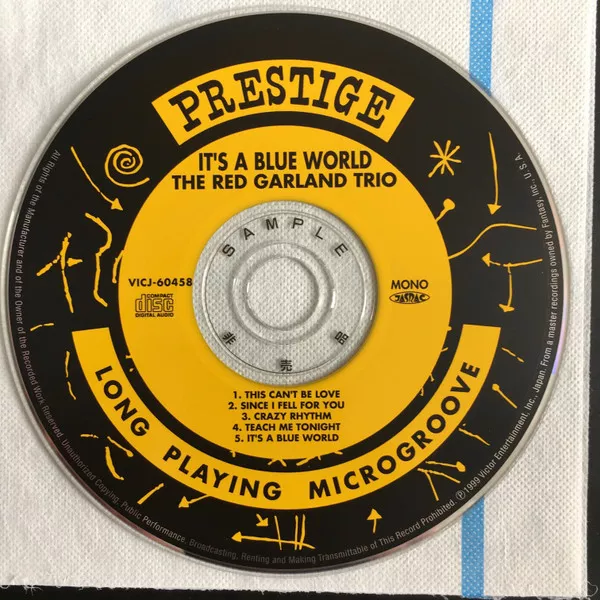 PRESTIGE
IT'S A BLUE WORLD
THE RED GARLAND TRIO
SAMPLE
VICJ-60458
COMPACT
disc
DIGITAL AUDIO
MONO
JASRAC
非売品
1. THIS CAN'T BE LOVE
2. SINCE I FELL FOR YOU
3. CRAZY RHYTHM
4. TEACH ME TONIGHT
5. IT'S A BLUE WORLD
LONG PLAYING MICROGROOVE
All Rights of the Manufacturer and of the Owner of the Recorded Work Reserved. Unauthorized Copying, Public Performance, Broadcasting, Renting and Making Transmittable of This Record Prohibited. ℗1999 Victor Entertainment, Inc., Japan. From a master recordings owned by Fantasy, Inc., U.S.A